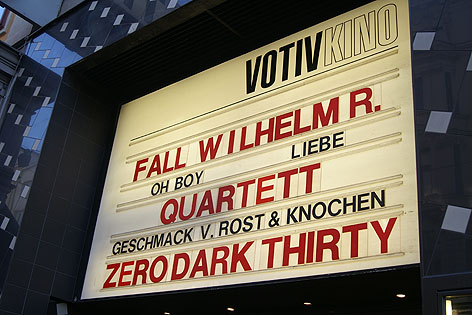 VOTIVKINO
FALL WILHELM R.
OH BOY LIEBE
QUARTETT
GESCHMACK V. ROST & KNOCHEN
ZERO DARK THIRTY